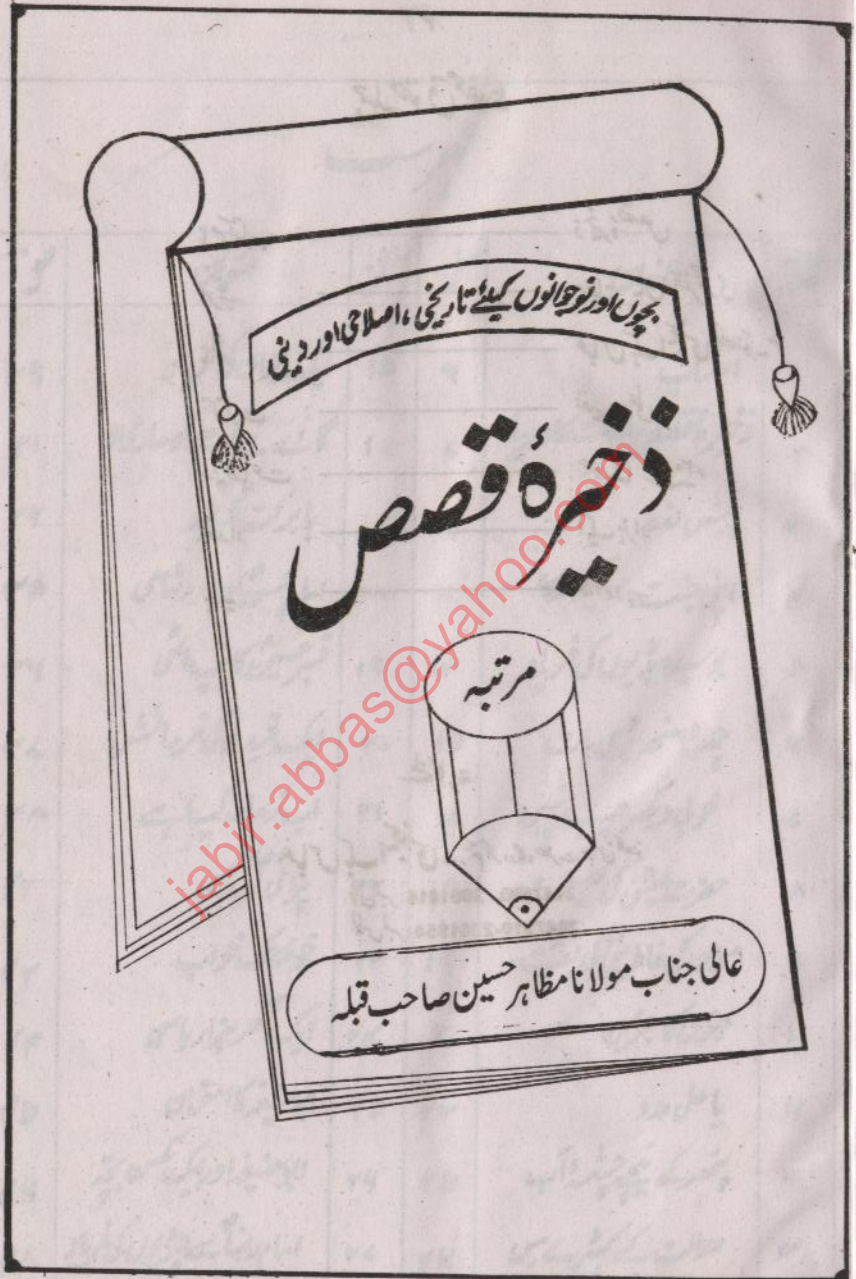 بچوں اور نوجوانوں کیلئے تاریخی، اصلاحی اور دینی
ذخیرۂ قصص
مرتبہ
عالی جناب مولانا مظاہر حسین صاحب قبلہ
jabir.abbas@yahoo.com